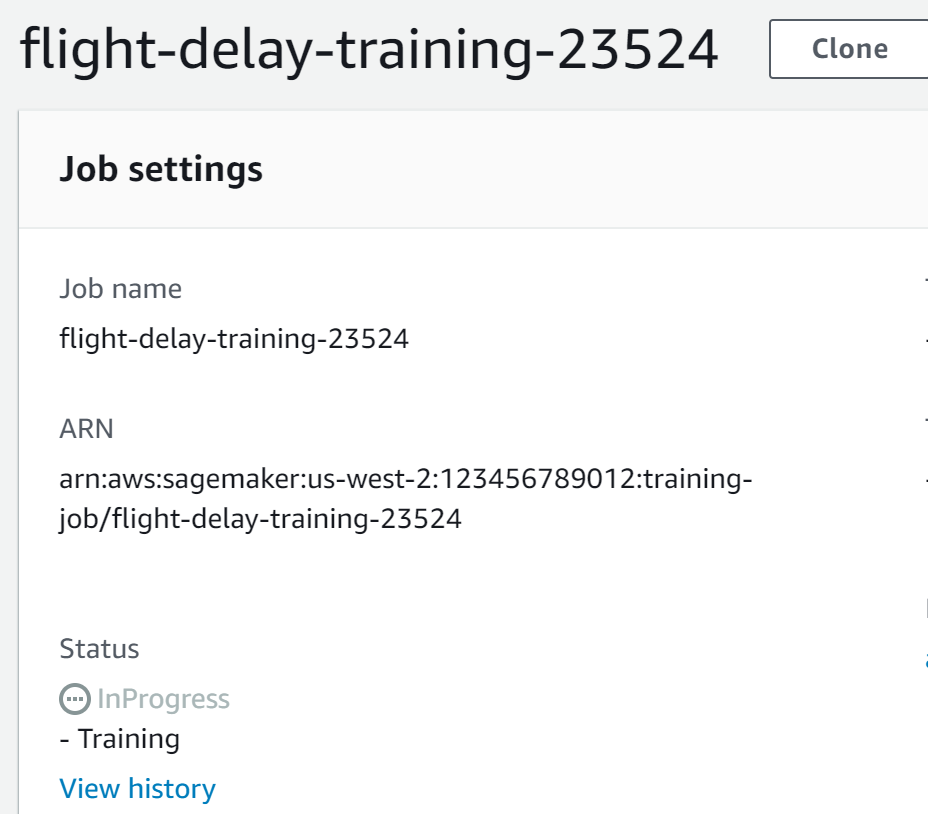 flight-delay-training-23524
Clone
Job settings
Job name
flight-delay-training-23524
ARN
arn:aws:sagemaker:us-west-2:123456789012:training-
job/flight-delay-training-23524
Status
InProgress
- Training
View history